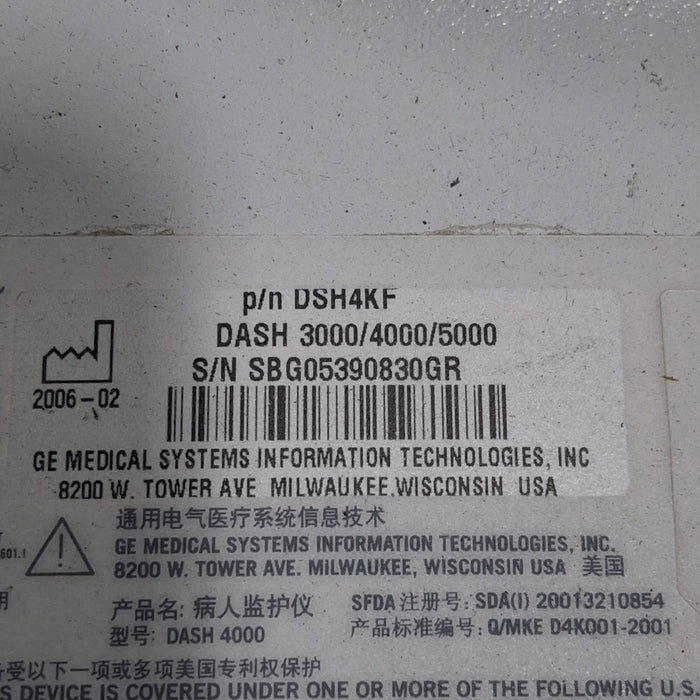 p/n DSH4KF
DASH 3000/4000/5000
S/N SBG05390830GR
2006-02
GE MEDICAL SYSTEMS INFORMATION TECHNOLOGIES, INC
8200 W. TOWER AVE MILWAUKEE, WISCONSIN USA
通用电气医疗系统信息技术
601.1
GE MEDICAL SYSTEMS INFORMATION TECHNOLOGIES, INC.
8200 W. TOWER AVE. MILWAUKEE, WISCONSIN USA 美国
产品名: 病人监护仪 SFDA 注册号: SDA(I) 20013210854
型号: DASH 4000 产品标准编号: Q/MKE D4K001-2001
受以下一项或多项美国专利权保护
S DEVICE IS COVERED UNDER ONE OR MORE OF THE FOLLOWING U.S.